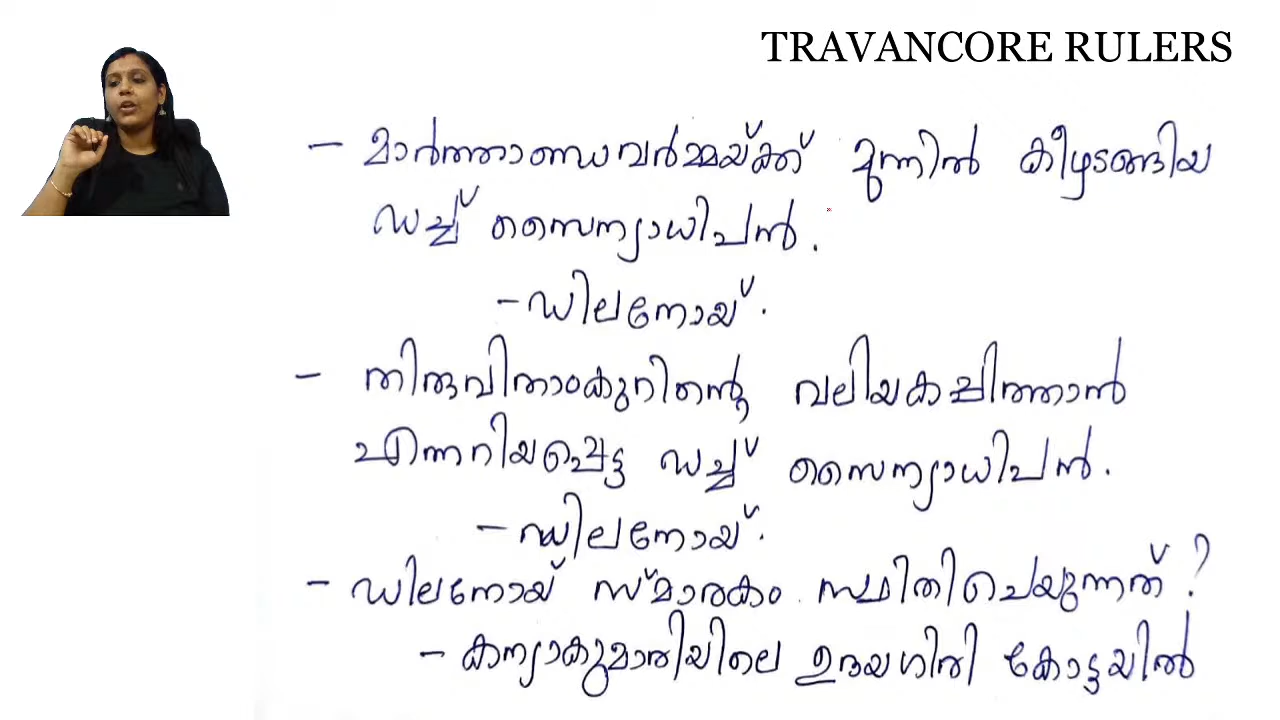 TRAVANCORE RULERS
- മാർത്താണ്ഡവർമ്മയ്ക്ക് മുന്നിൽ കീഴടങ്ങിയ
ഡച്ച് സൈന്യാധിപൻ.
- ഡിലനോയ്.
- തിരുവിതാംകൂറിന്റെ വലിയകപ്പിത്താൻ
എന്നറിയപ്പെട്ട ഡച്ച് സൈന്യാധിപൻ.
- ഡിലനോയ്.
- ഡിലനോയ് സ്മാരകം സ്ഥിതിചെയുന്നത് ?
- കന്യാകുമാരിയിലെ ഉദയഗിരി കോട്ടയിൽ